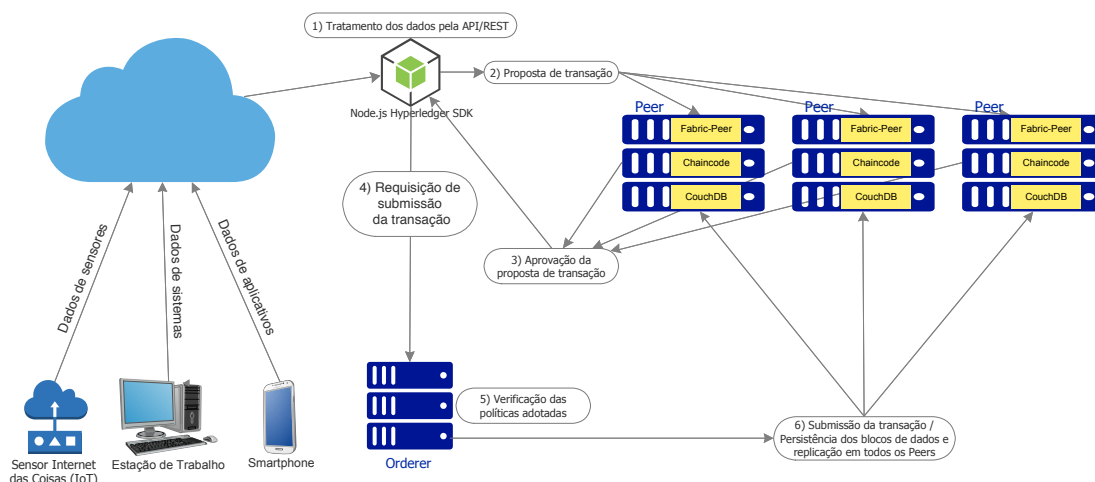 1) Tratamento dos dados pela API/REST
Node.js Hyperledger SDK
2) Proposta de transação
Peer
Peer
Peer
Fabric-Peer
Fabric-Peer
Fabric-Peer
Chaincode
Chaincode
Chaincode
CouchDB
CouchDB
CouchDB
4) Requisição de
submissão
da transação
3) Aprovação da
proposta de transação
Dados de sensores
Dados de sistemas
Dados de aplicativos
5) Verificação das
políticas adotadas
6) Submissão da transação /
Persistência dos blocos de dados e
replicação em todos os Peers
Orderer
Sensor Internet
das Coisas (IoT)
Estação de Trabalho
Smartphone